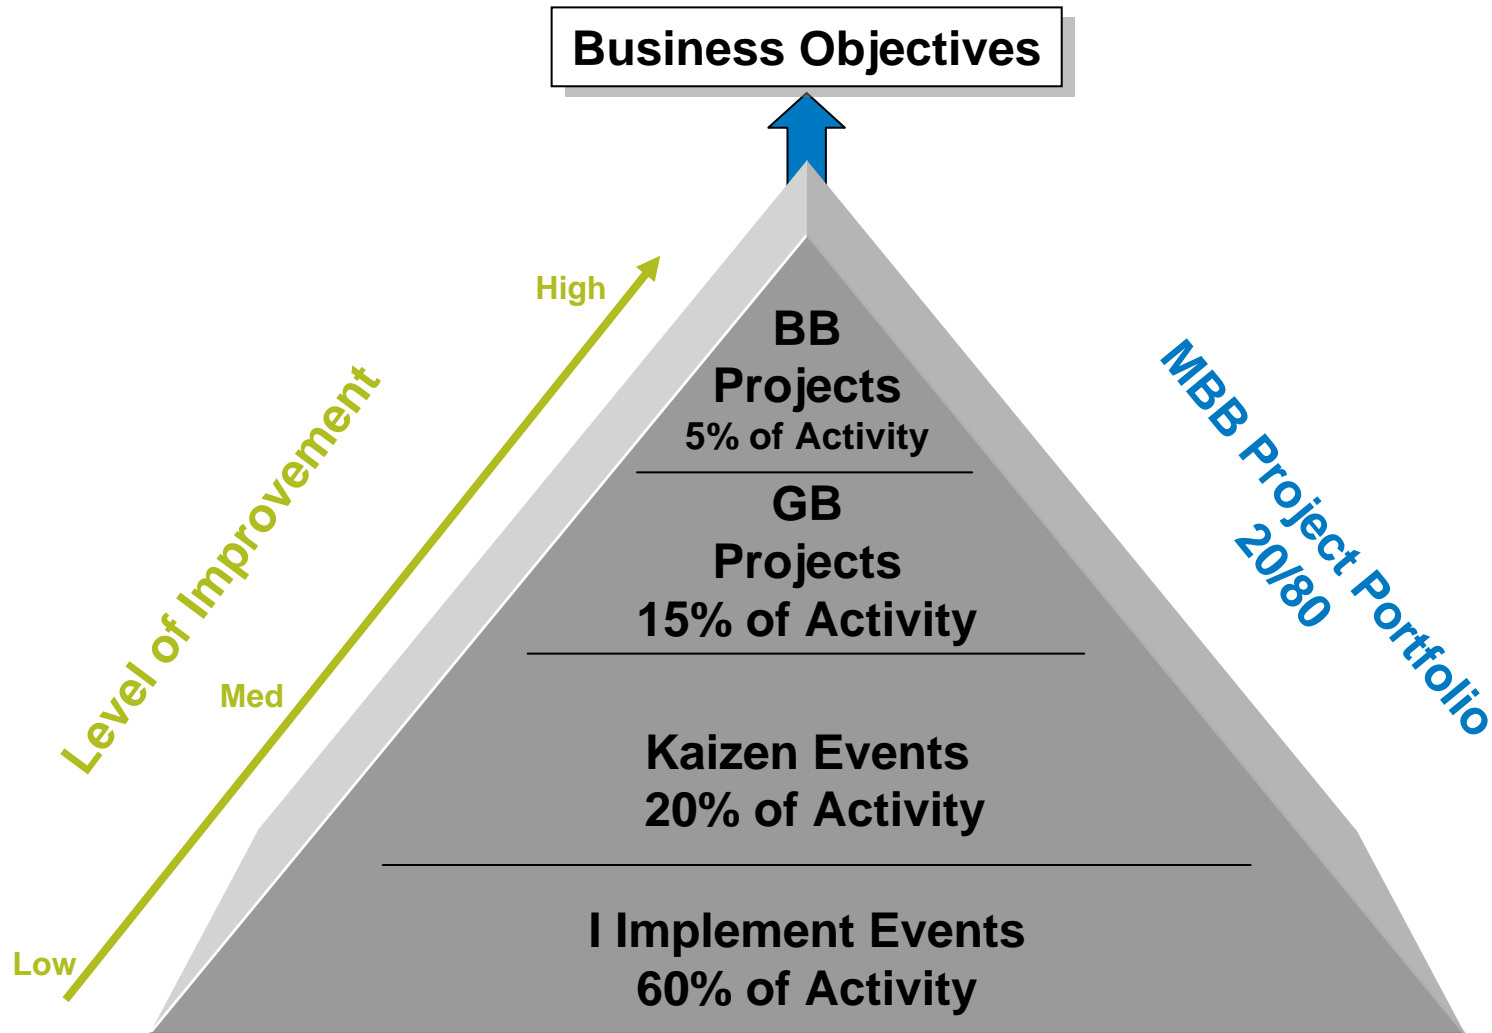 Business Objectives
High
BB
Projects
5% of Activity
GB
Projects
15% of Activity
Level of Improvement
MBB Project Portfolio
20/80
Med
Kaizen Events
20% of Activity
Low
I Implement Events
60% of Activity